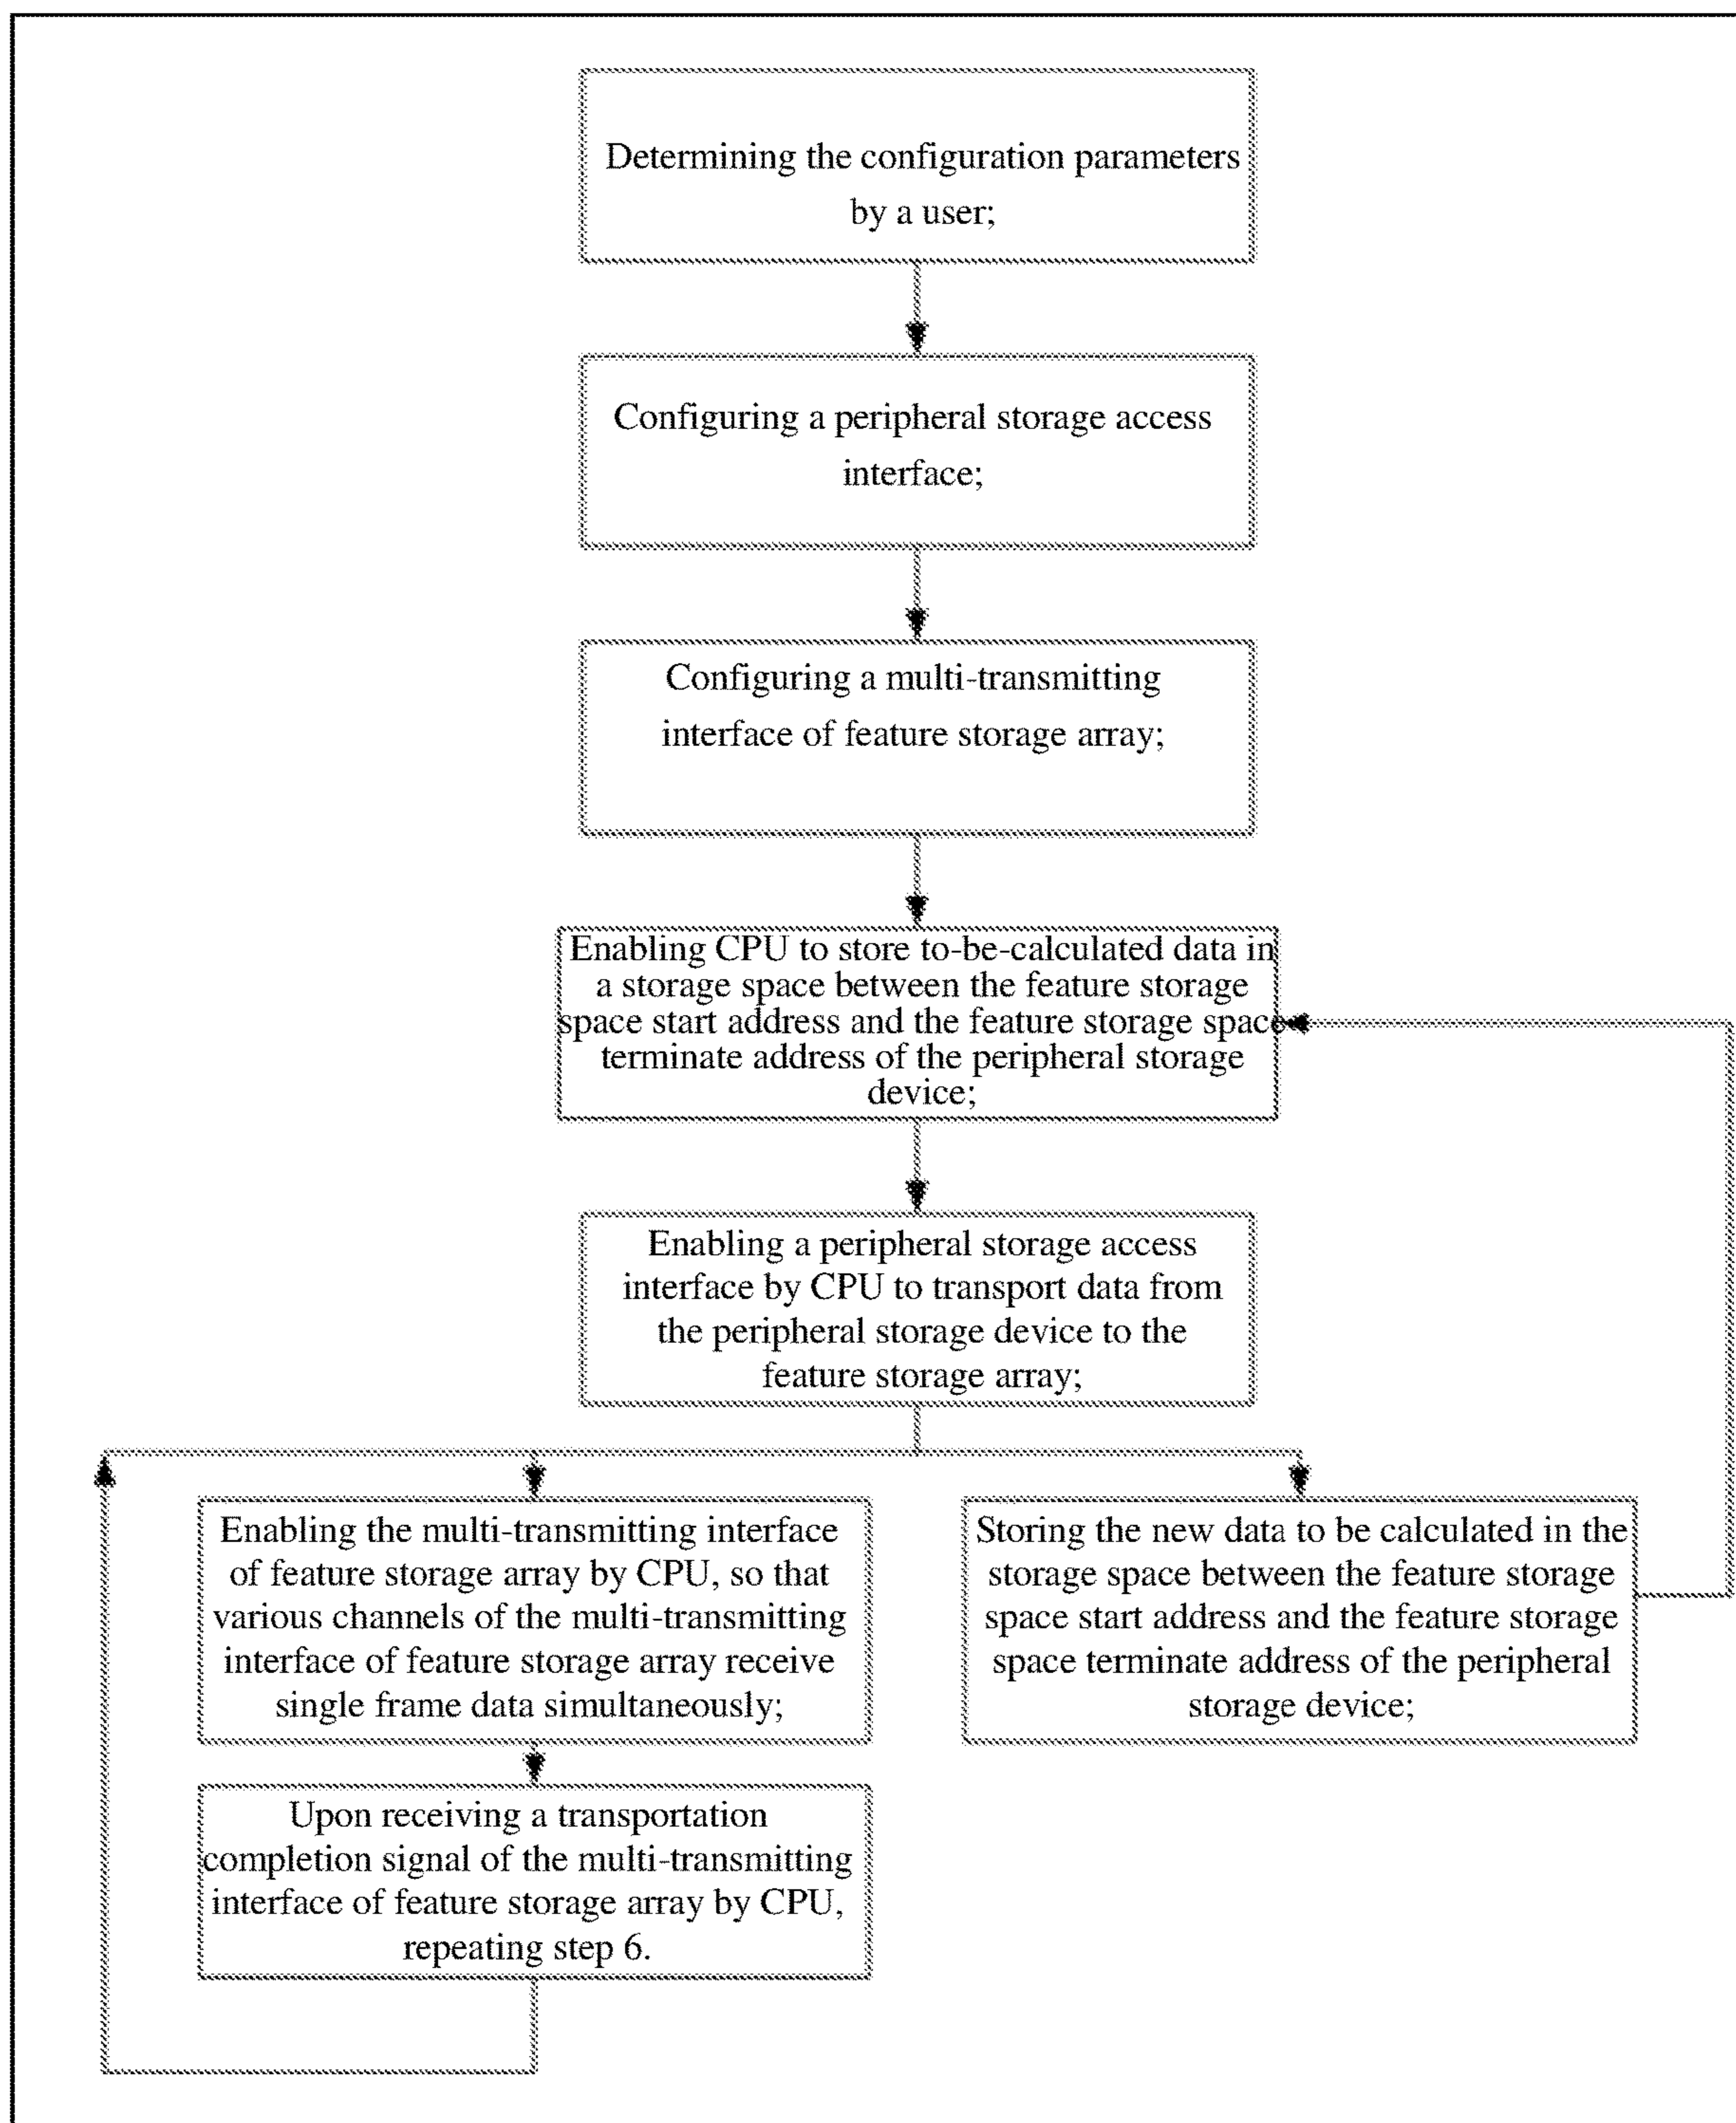 Determining the configuration parameters
by a user;
Configuring a peripheral storage access
interface;
Configuring a multi-transmitting
interface of feature storage array;
Enabling CPU to store to-be-calculated data in
a storage space between the feature storage
space start address and the feature storage space
terminate address of the peripheral storage
device;
Enabling a peripheral storage access
interface by CPU to transport data from
the peripheral storage device to the
feature storage array;
Enabling the multi-transmitting interface
of feature storage array by CPU, so that
various channels of the multi-transmitting
interface of feature storage array receive
single frame data simultaneously;
Storing the new data to be calculated in the
storage space between the feature storage
space start address and the feature storage
space terminate address of the peripheral
storage device;
Upon receiving a transportation
completion signal of the multi-transmitting
interface of feature storage array by CPU,
repeating step 6.